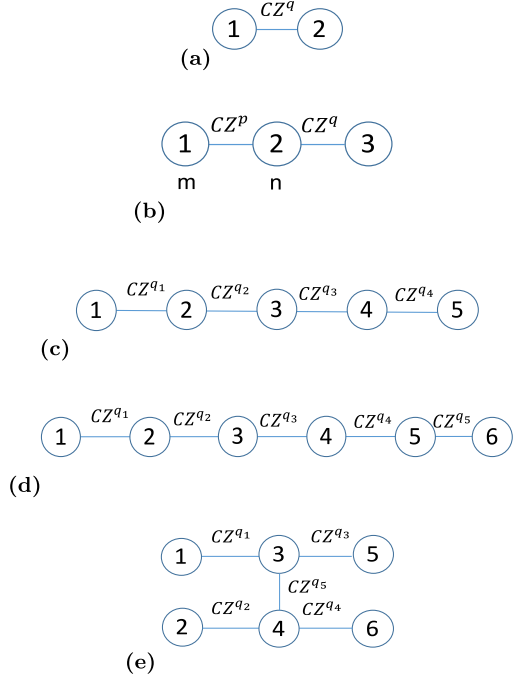 CZ^q
1 2
(a)
CZ^p CZ^q
1 2 3
m n
(b)
CZ^{q_1} CZ^{q_2} CZ^{q_3} CZ^{q_4}
1 2 3 4 5
(c)
CZ^{q_1} CZ^{q_2} CZ^{q_3} CZ^{q_4} CZ^{q_5}
1 2 3 4 5 6
(d)
CZ^{q_1} CZ^{q_3}
1 3 5
CZ^{q_5}
CZ^{q_2} CZ^{q_4}
2 4 6
(e)